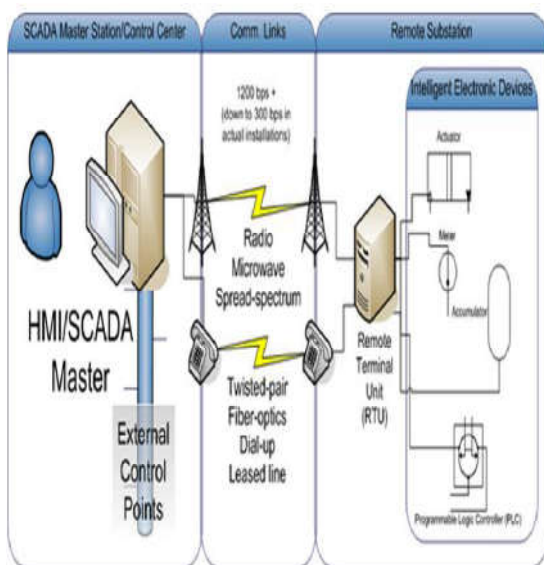 SCADA Master Station/Control Center
HMI/SCADA
Master
External
Control
Points
Comm. Links
1200 bps +
(down to 300 bps in
actual installations)
Radio
Microwave
Spread-spectrum
Twisted-pair
Fiber-optics
Dial-up
Leased line
Remote Substation
Remote
Terminal
Unit
(RTU)
Intelligent Electronic Devices
Actuator
Meter
Accumulator
Programmable Logic Controller (PLC)